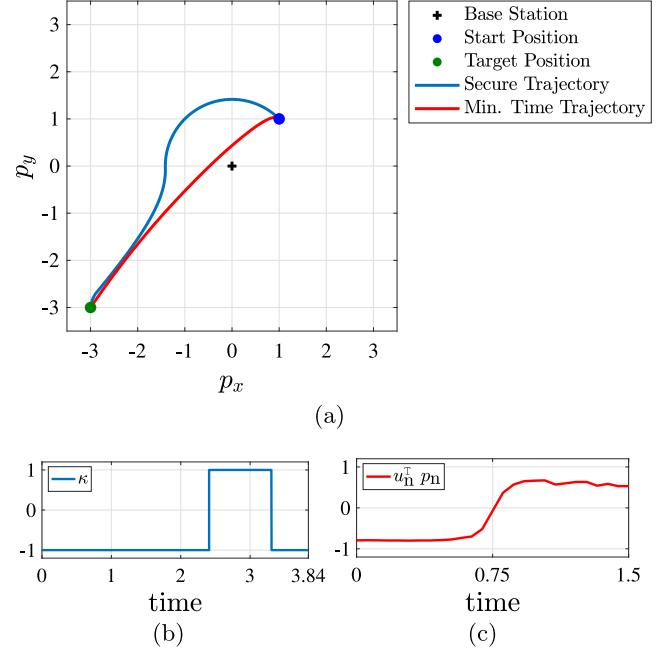 3
2
1
0
-1
-2
-3
p_y
-3 -2 -1 0 1 2 3
p_x
Base Station
Start Position
Target Position
Secure Trajectory
Min. Time Trajectory
(a)
1
0
-1
κ
0 1 2 3 3.84
time
(b)
1
0
-1
u_n^T p_n
0 0.75 1.5
time
(c)